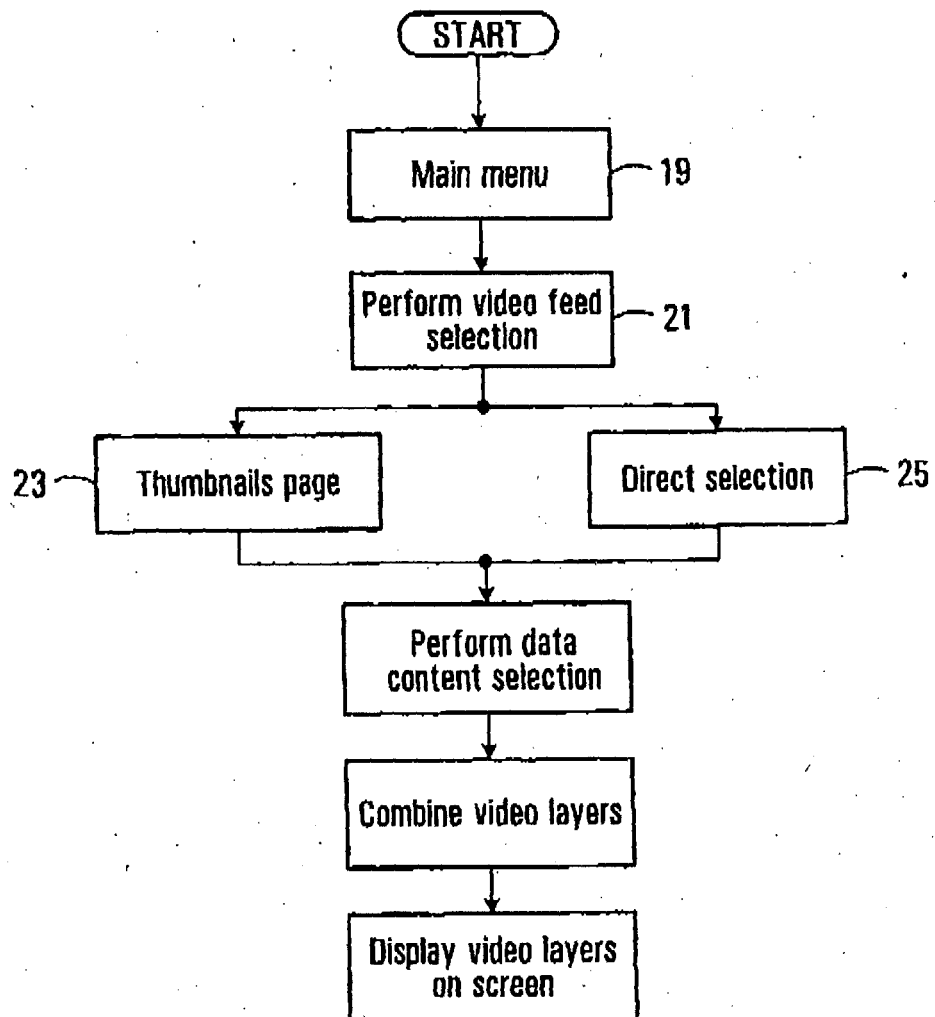 START
Main menu
19
Perform video feed
selection
21
23
Thumbnails page
Direct selection
25
Perform data
content selection
Combine video layers
Display video layers
on screen